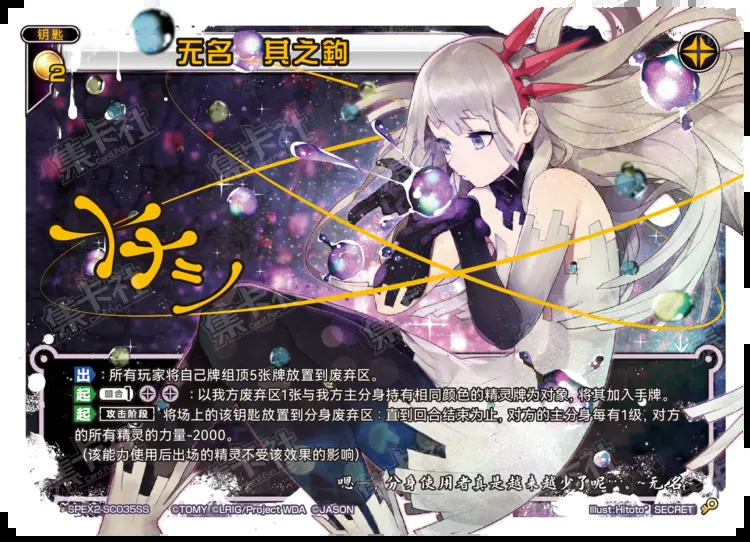 钥匙
2
无名 其之鉤
集卡社
ナナシ
出：所有玩家将自己牌组顶5张牌放置到废弃区。
起 回合1：以我方废弃区1张与我方主分身持有相同颜色的精灵牌为对象，将其加入手牌。
起 攻击阶段 将场上的该钥匙放置到分身废弃区：直到回合结束为止，对方的主分身每有1级，对方
的所有精灵的力量-2000。
（该能力使用后出场的精灵不受该效果的影响）
嗯一，分身使用者真是越来越少了呢…。~无名
SPEX2-SC035SS ©TOMY ©LRIG/Project WDA ©JASON Illust:Hitoto* SECRET